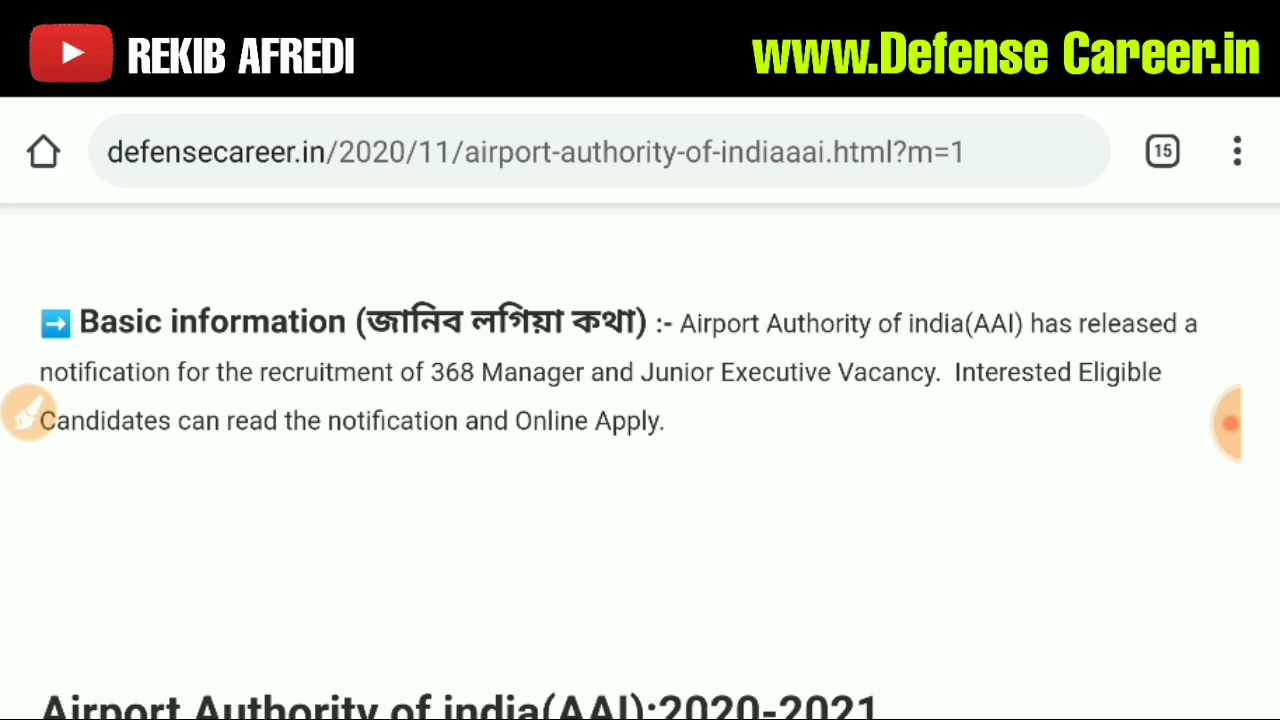 REKIB AFREDI
www.Defense Career.in
defensecareer.in/2020/11/airport-authority-of-indiaaai.html?m=1
15
➡ Basic information (জানিব লগিয়া কথা) :- Airport Authority of india(AAI) has released a
notification for the recruitment of 368 Manager and Junior Executive Vacancy. Interested Eligible
Candidates can read the notification and Online Apply.
Airport Authority of india(AAI):2020-2021